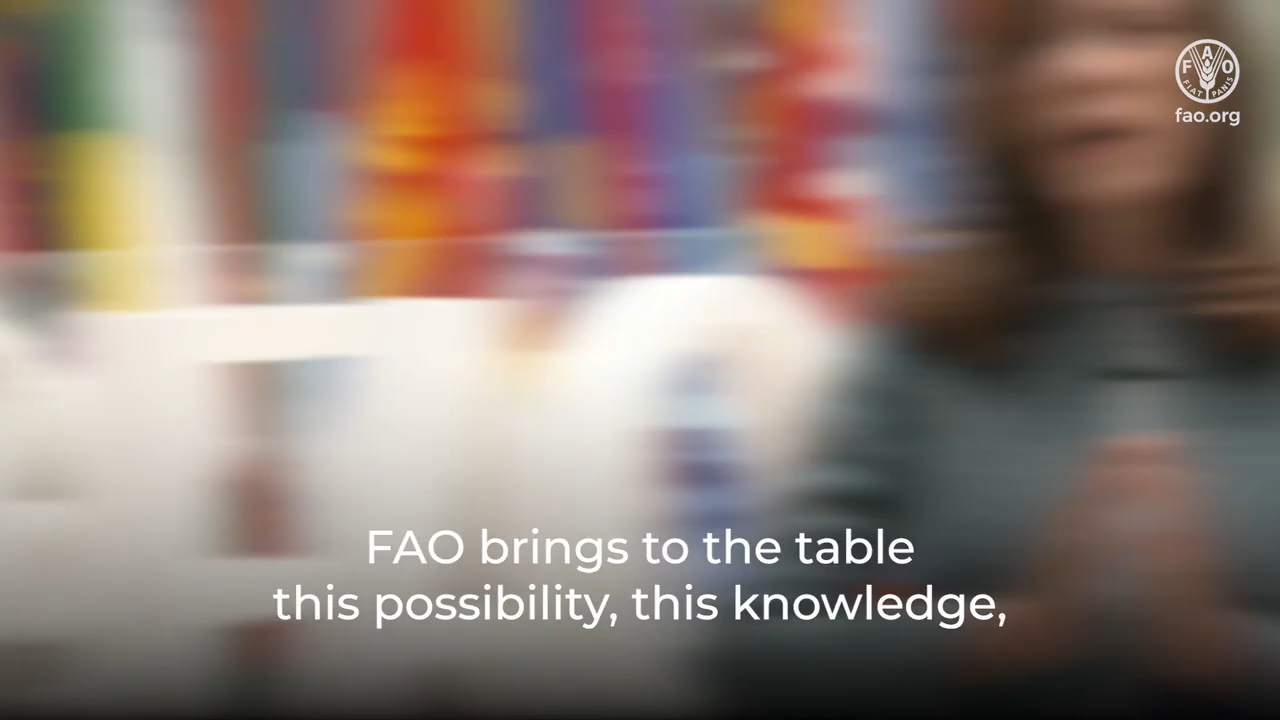 FAO
FIAT PANIS
fao.org
FAO brings to the table
this possibility, this knowledge,